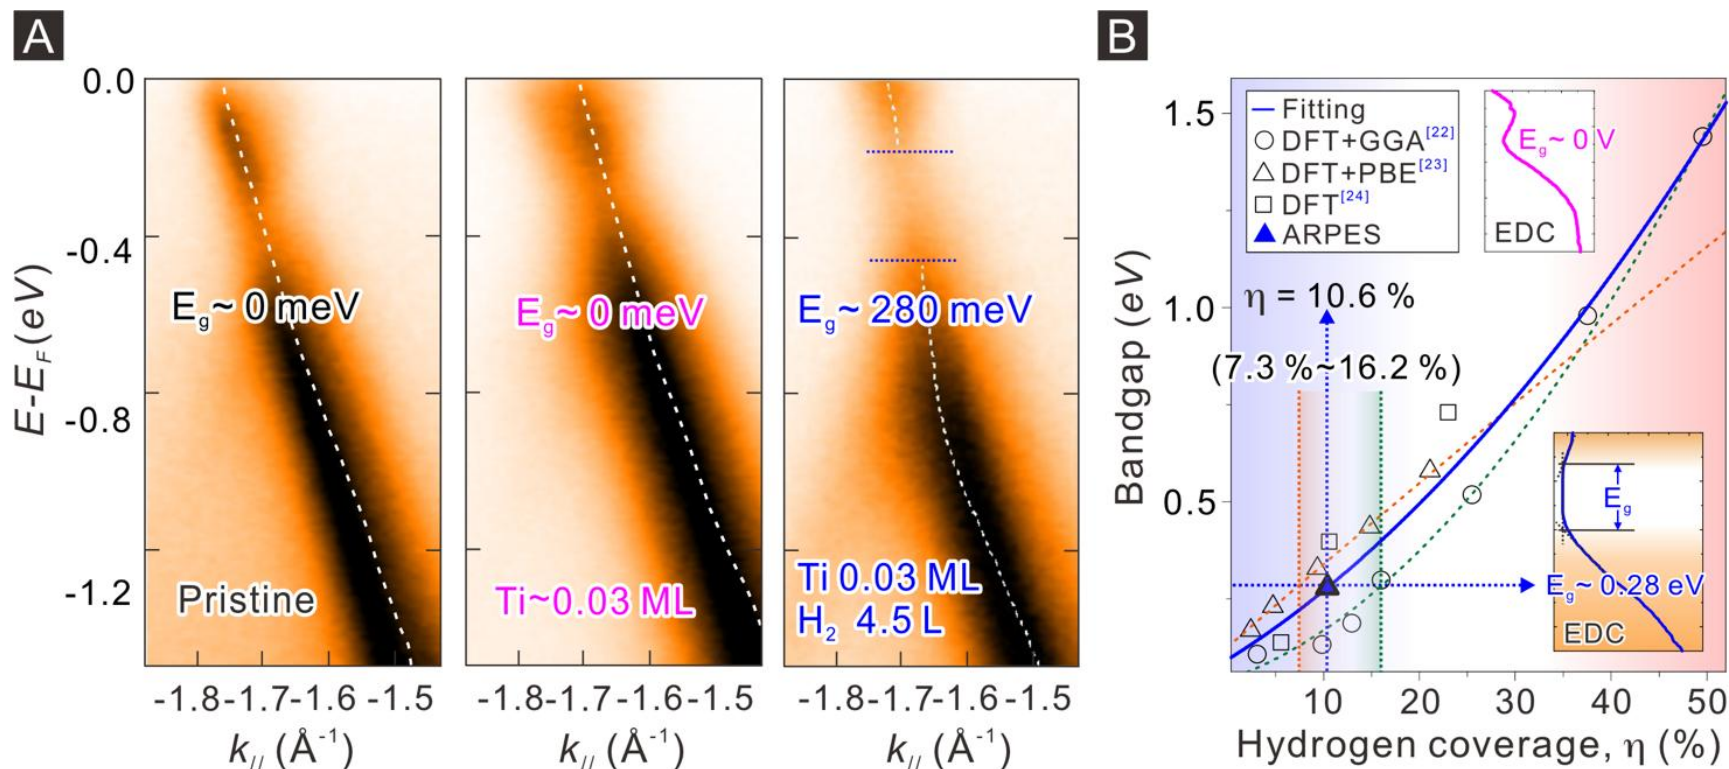 A
B
0.0
-0.4
-0.8
-1.2
E-E_F (eV)
E_g ~ 0 meV
Pristine
E_g ~ 0 meV
Ti~0.03 ML
E_g ~ 280 meV
Ti 0.03 ML
H_2 4.5 L
-1.8 -1.7 -1.6 -1.5
-1.8 -1.7 -1.6 -1.5
-1.8 -1.7 -1.6 -1.5
k_// (Å^-1)
k_// (Å^-1)
k_// (Å^-1)
1.5
1.0
0.5
Bandgap (eV)
Fitting
DFT+GGA[22]
DFT+PBE[23]
DFT[24]
ARPES
E_g ~ 0 V
EDC
η = 10.6 %
(7.3 %~16.2 %)
E_g
E_g ~ 0.28 eV
EDC
10 20 30 40 50
Hydrogen coverage, η (%)